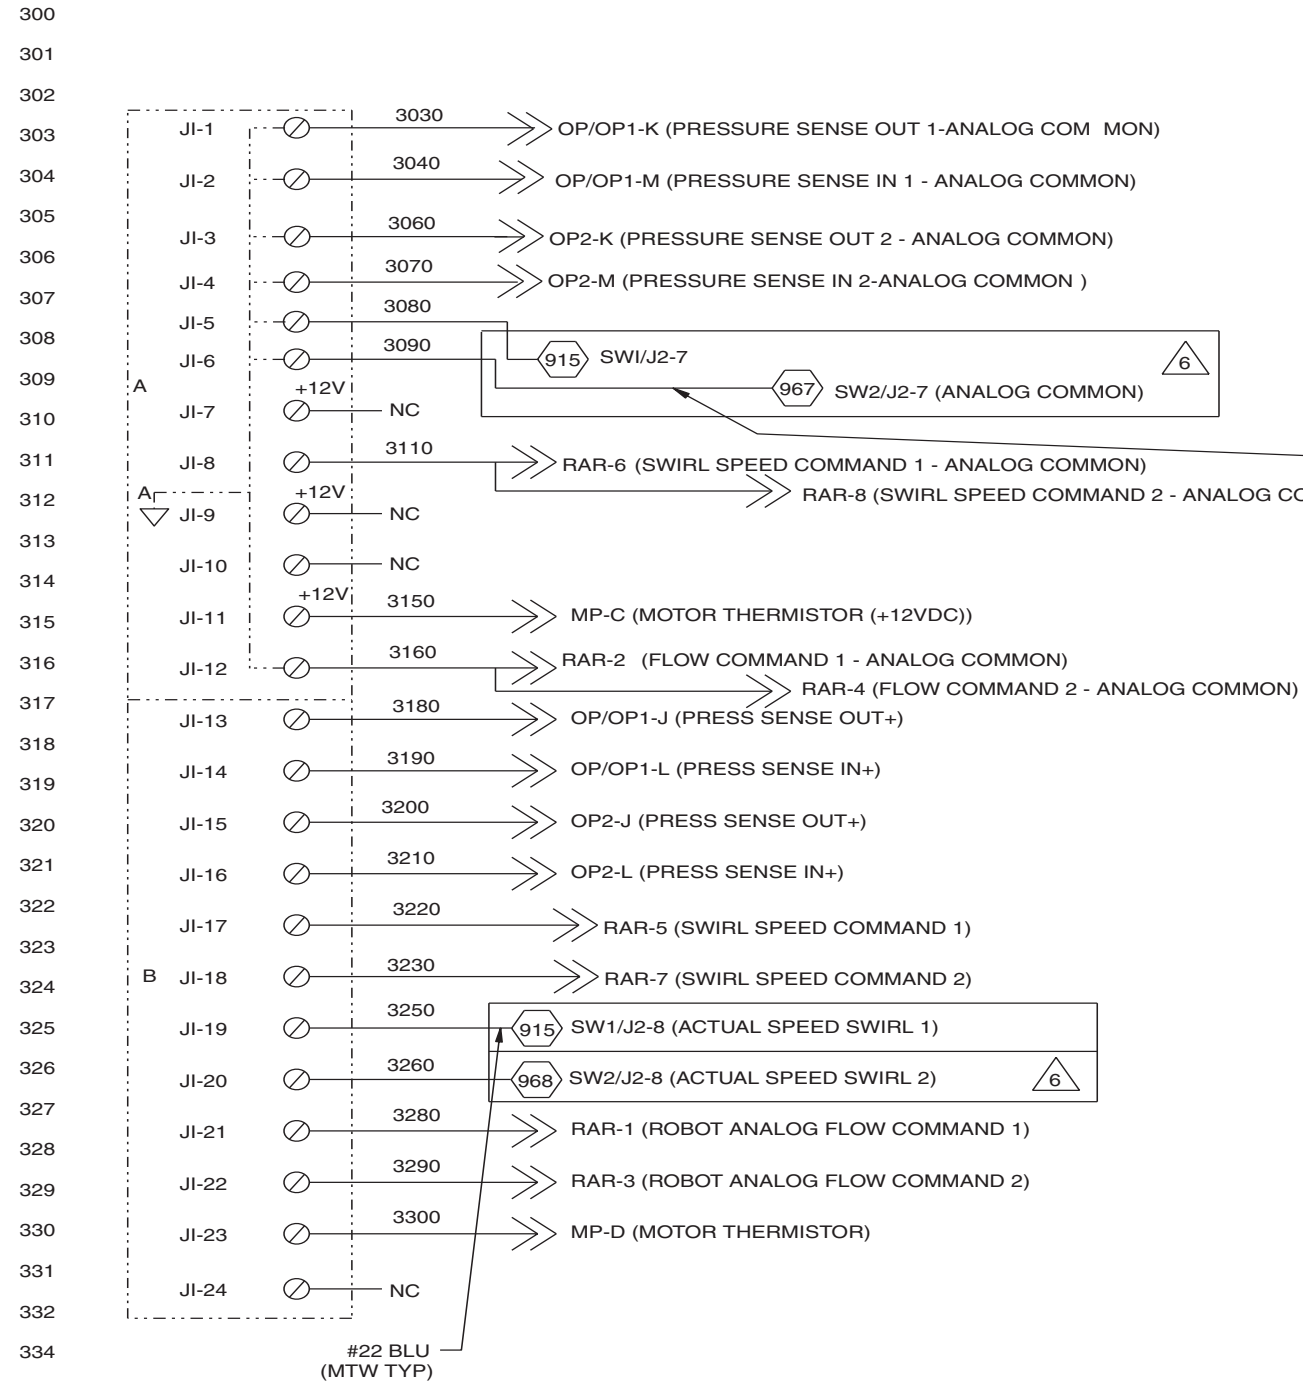 300
301
302
303 JI-1 3030 OP/OP1-K (PRESSURE SENSE OUT 1-ANALOG COM MON)
304 JI-2 3040 OP/OP1-M (PRESSURE SENSE IN 1 - ANALOG COMMON)
305
JI-3 3060 OP2-K (PRESSURE SENSE OUT 2 - ANALOG COMMON)
306
JI-4 3070 OP2-M (PRESSURE SENSE IN 2-ANALOG COMMON )
307
JI-5 3080
308
JI-6 3090 915 SWI/J2-7 6
309 A +12V 967 SW2/J2-7 (ANALOG COMMON)
310 JI-7 NC
311 JI-8 3110 RAR-6 (SWIRL SPEED COMMAND 1 - ANALOG COMMON)
312 A +12V RAR-8 (SWIRL SPEED COMMAND 2 - ANALOG CO
JI-9 NC
313
JI-10 NC
314 +12V
315 JI-11 3150 MP-C (MOTOR THERMISTOR (+12VDC))
316 JI-12 3160 RAR-2 (FLOW COMMAND 1 - ANALOG COMMON)
RAR-4 (FLOW COMMAND 2 - ANALOG COMMON)
317
JI-13 3180 OP/OP1-J (PRESS SENSE OUT+)
318
JI-14 3190 OP/OP1-L (PRESS SENSE IN+)
319
320 JI-15 3200 OP2-J (PRESS SENSE OUT+)
321 JI-16 3210 OP2-L (PRESS SENSE IN+)
322
JI-17 3220 RAR-5 (SWIRL SPEED COMMAND 1)
323
324 B JI-18 3230 RAR-7 (SWIRL SPEED COMMAND 2)
325 JI-19 3250 915 SW1/J2-8 (ACTUAL SPEED SWIRL 1)
326 JI-20 3260 968 SW2/J2-8 (ACTUAL SPEED SWIRL 2) 6
327
JI-21 3280 RAR-1 (ROBOT ANALOG FLOW COMMAND 1)
328
329 JI-22 3290 RAR-3 (ROBOT ANALOG FLOW COMMAND 2)
330 JI-23 3300 MP-D (MOTOR THERMISTOR)
331
JI-24 NC
332
334 #22 BLU
(MTW TYP)